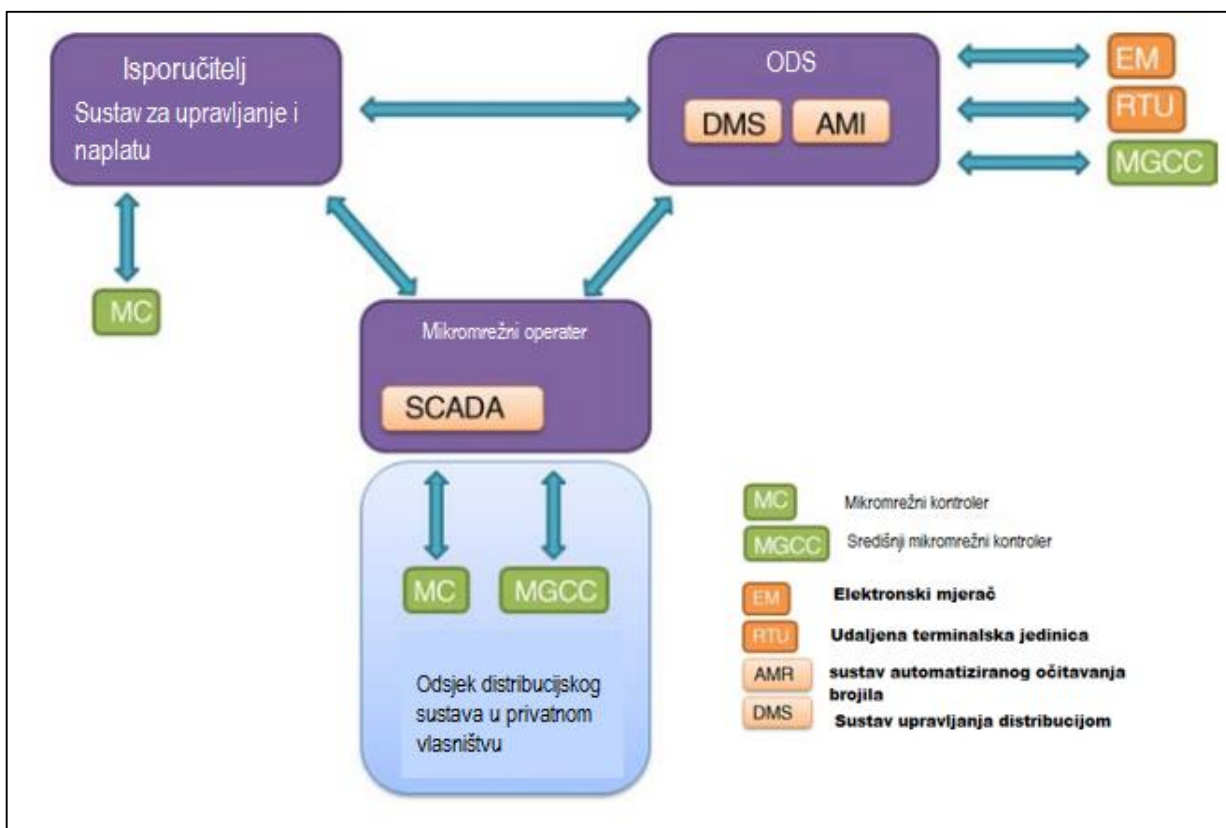 Isporučitelj
Sustav za upravljanje i
naplatu
ODS
DMS
AMI
EM
RTU
MGCC
MC
Mikromrežni operater
SCADA
MC
MGCC
Odsjek distribucijskog
sustava u privatnom
vlasništvu
MC
Mikromrežni kontroler
MGCC
Središnji mikromrežni kontroler
EM
Elektronski mjerač
RTU
Udaljena terminalska jedinica
AMR
sustav automatiziranog očitavanja
brojila
DMS
Sustav upravljanja distribucijom